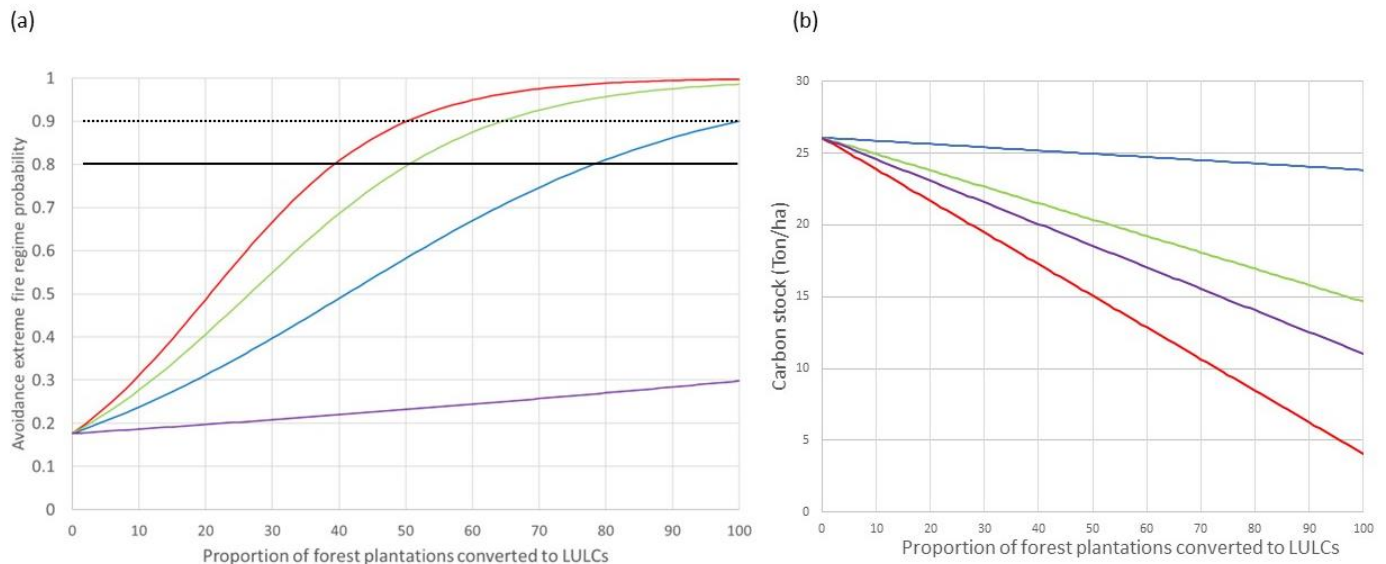 (a)
(b)
Avoidance extreme fire regime probability
1
0.9
0.8
0.7
0.6
0.5
0.4
0.3
0.2
0.1
0
0 10 20 30 40 50 60 70 80 90 100
Proportion of forest plantations converted to LULCs
Carbon stock (Ton/ha)
30
25
20
15
10
5
0
0 10 20 30 40 50 60 70 80 90 100
Proportion of forest plantations converted to LULCs